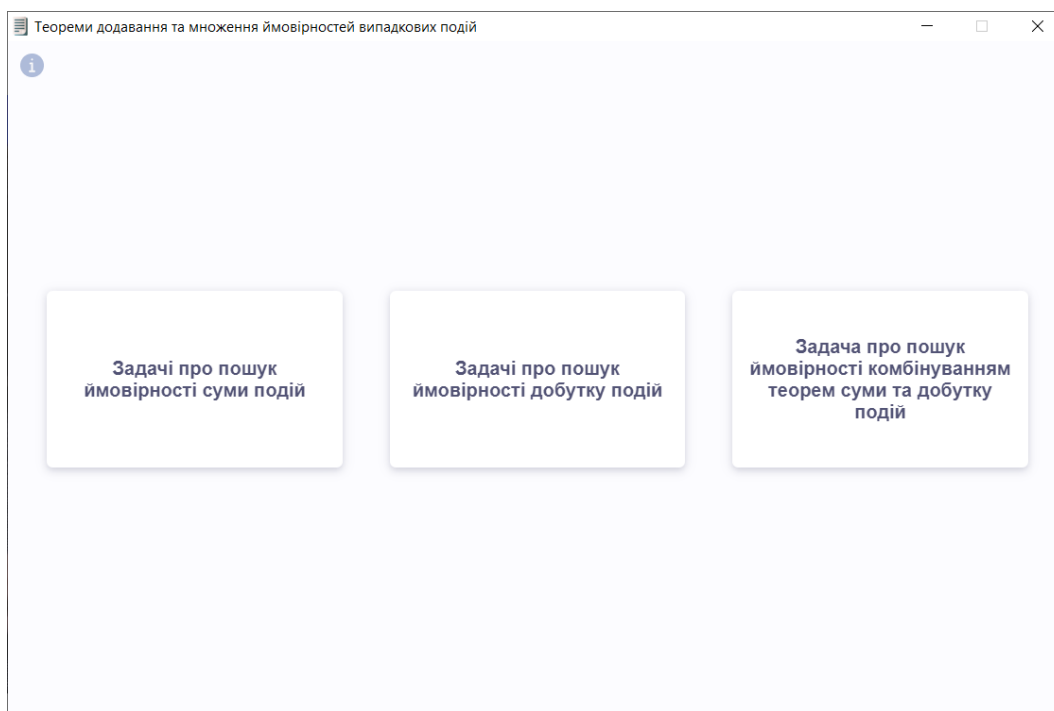 Теореми додавання та множення ймовірностей випадкових подій
i
Задачі про пошук
ймовірності суми подій
Задачі про пошук
ймовірності добутку подій
Задача про пошук
ймовірності комбінуванням
теорем суми та добутку
подій